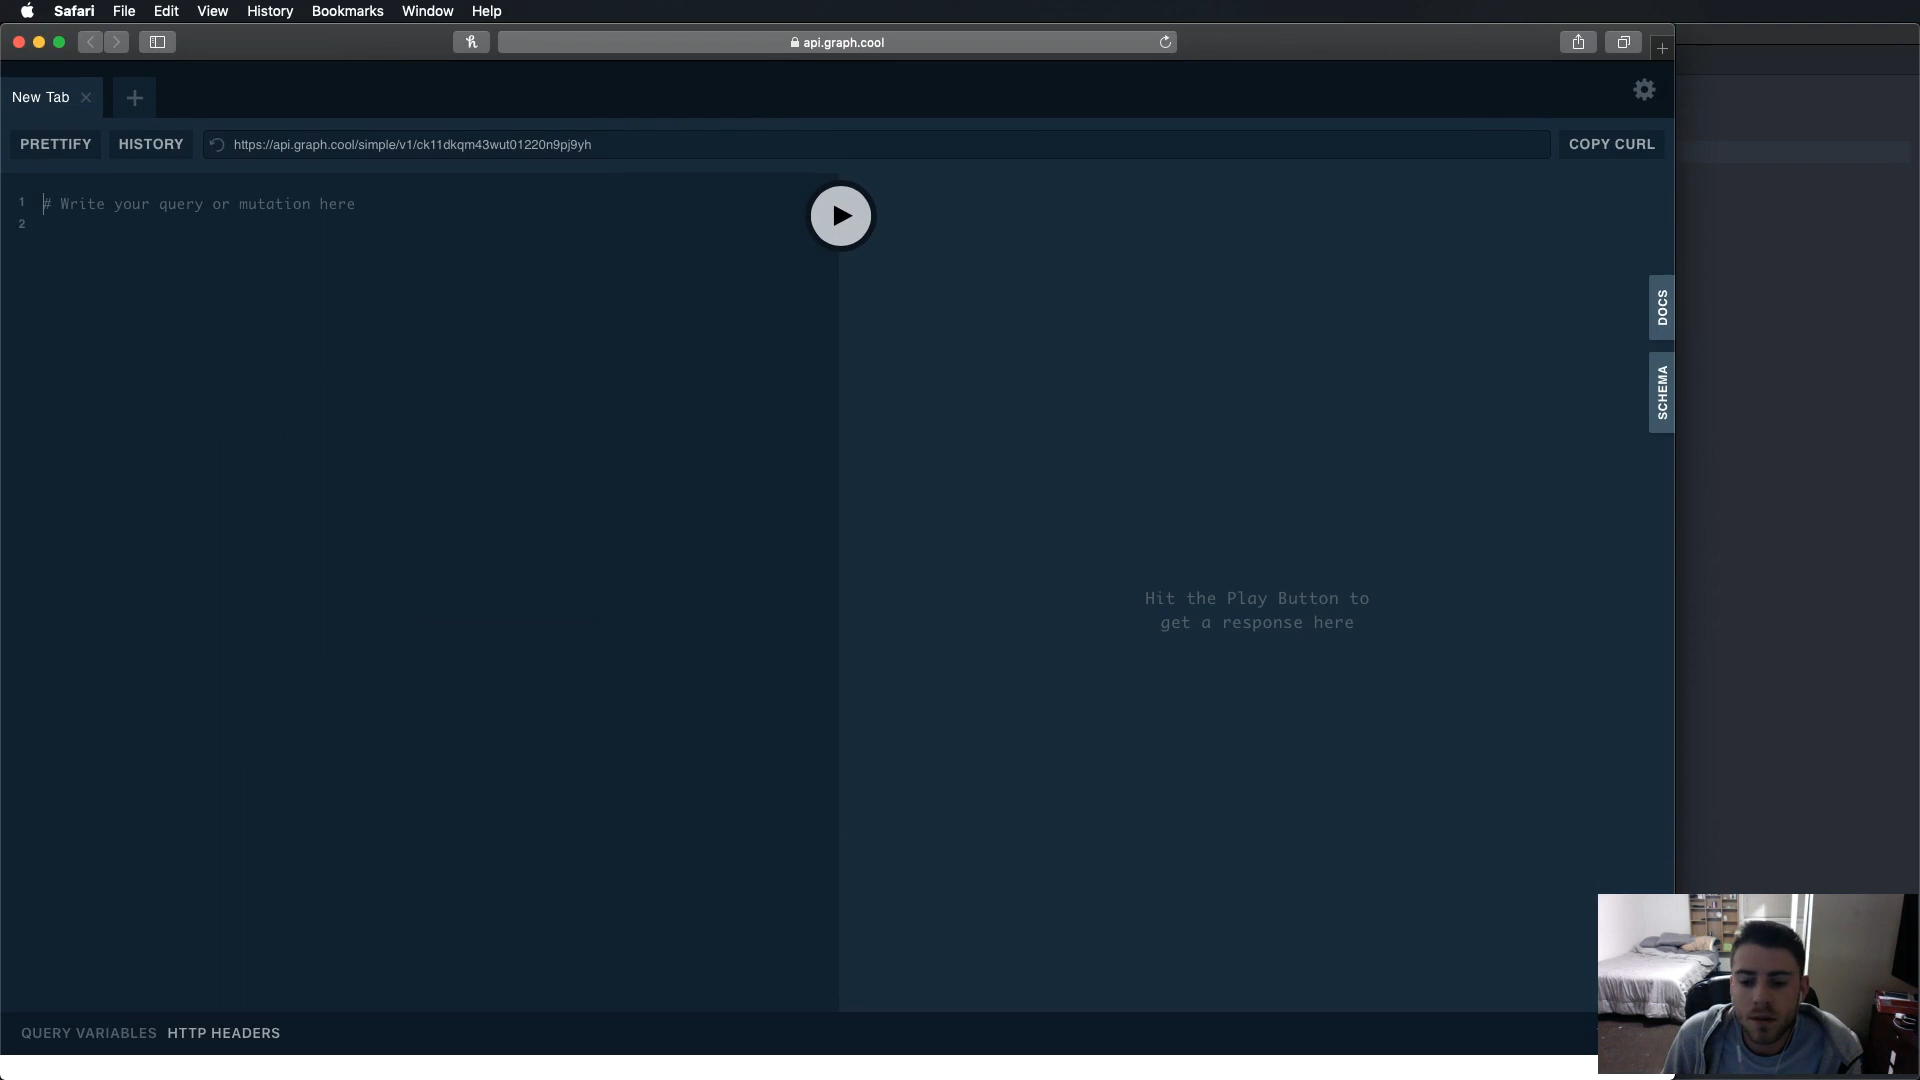 Safari File Edit View History Bookmarks Window Help
api.graph.cool
New Tab
PRETTIFY HISTORY https://api.graph.cool/simple/v1/ck11dkqm43wut01220n9pj9yh COPY CURL
1 # Write your query or mutation here
2
DOCS
SCHEMA
Hit the Play Button to
get a response here
QUERY VARIABLES HTTP HEADERS